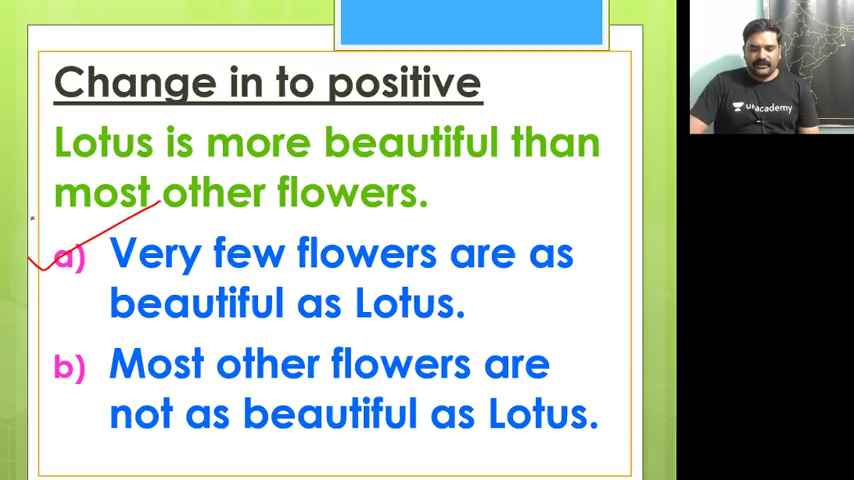 Change in to positive
Lotus is more beautiful than
most other flowers.
a) Very few flowers are as
beautiful as Lotus.
b) Most other flowers are
not as beautiful as Lotus.
unacademy